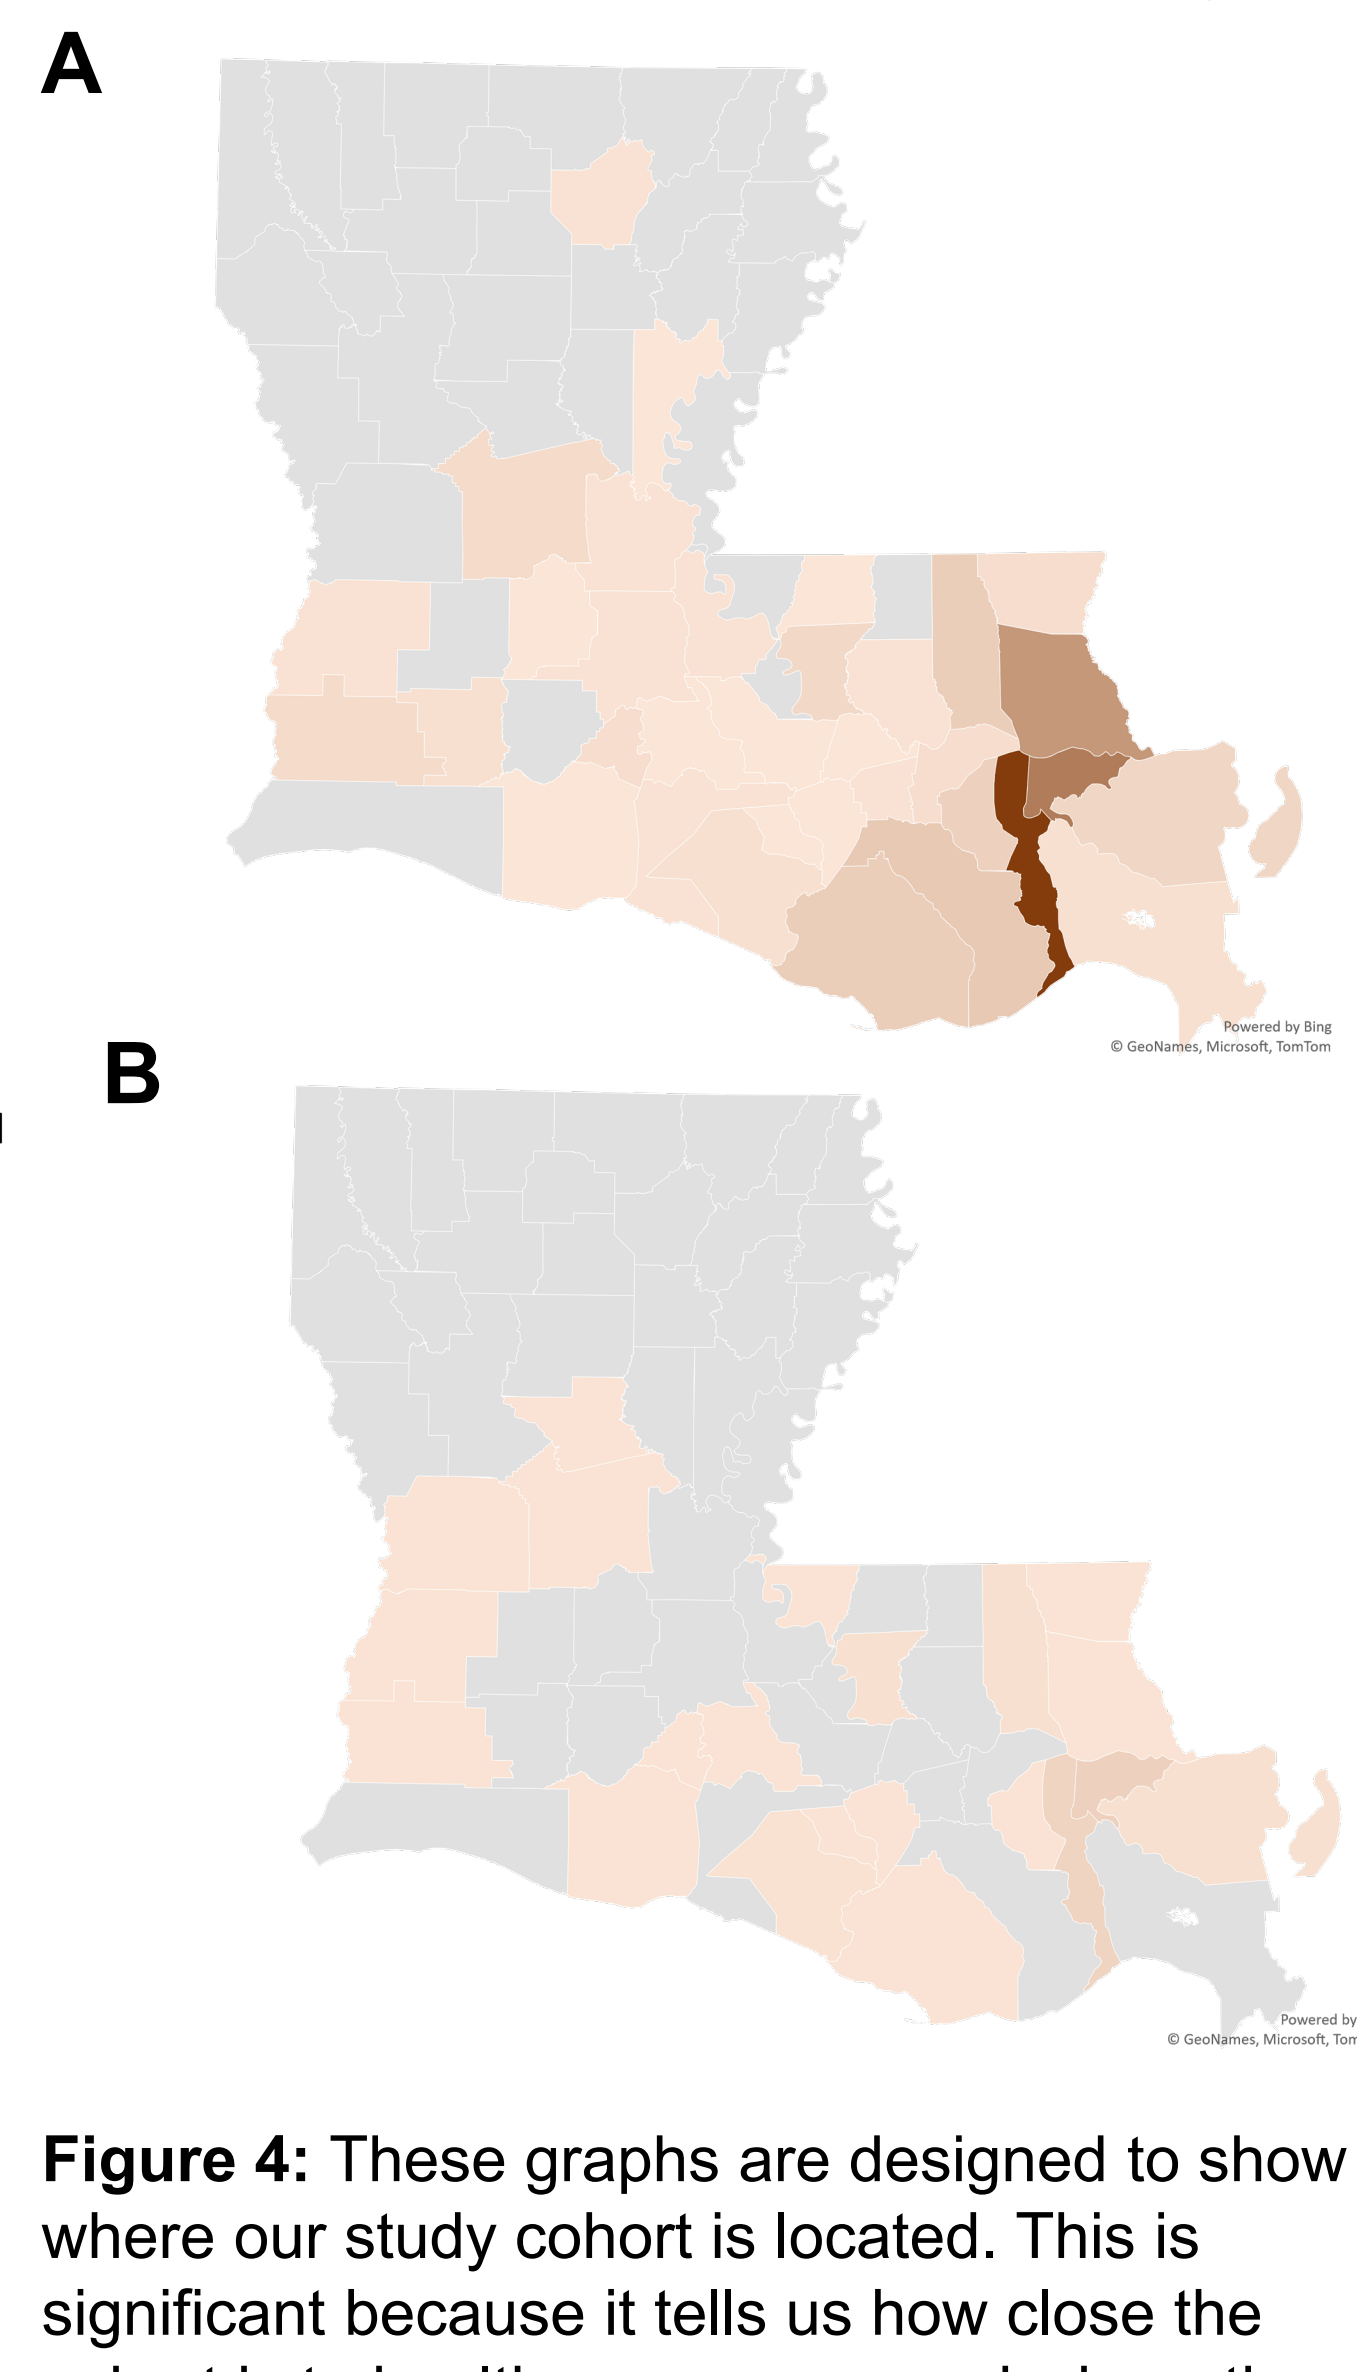 A
Powered by Bing
© GeoNames, Microsoft, TomTom
B
Powered by
© GeoNames, Microsoft, Tom
Figure 4: These graphs are designed to show
where our study cohort is located. This is
significant because it tells us how close the